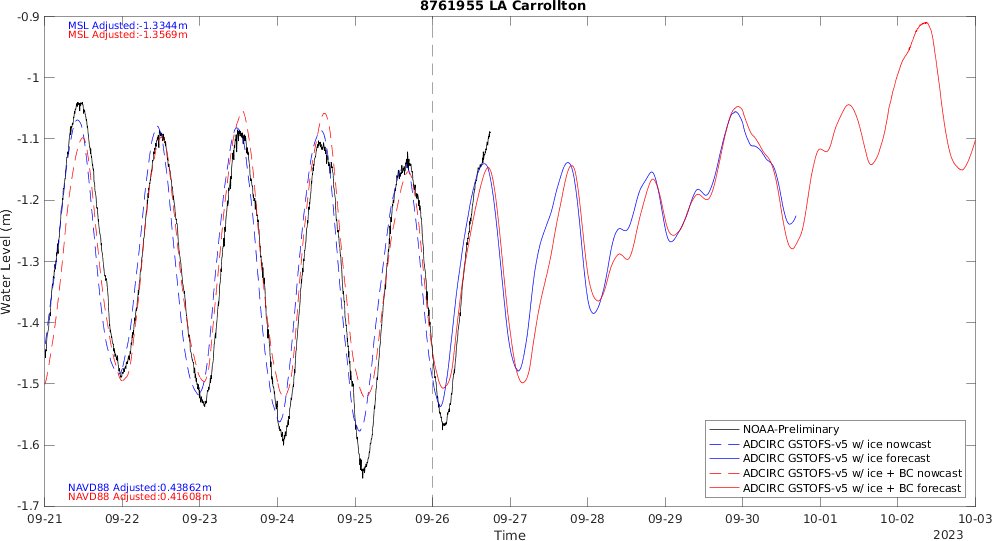 8761955 LA Carrollton
MSL Adjusted:-1.3344m
MSL Adjusted:-1.3569m
-0.9
-1
-1.1
-1.2
-1.3
-1.4
-1.5
-1.6
-1.7
Water Level (m)
NOAA-Preliminary
ADCIRC GSTOFS-v5 w/ ice nowcast
ADCIRC GSTOFS-v5 w/ ice forecast
ADCIRC GSTOFS-v5 w/ ice + BC nowcast
ADCIRC GSTOFS-v5 w/ ice + BC forecast
NAVD88 Adjusted:0.43862m
NAVD88 Adjusted:0.41608m
09-21 09-22 09-23 09-24 09-25 09-26 09-27 09-28 09-29 09-30 10-01 10-02 10-03
Time
2023